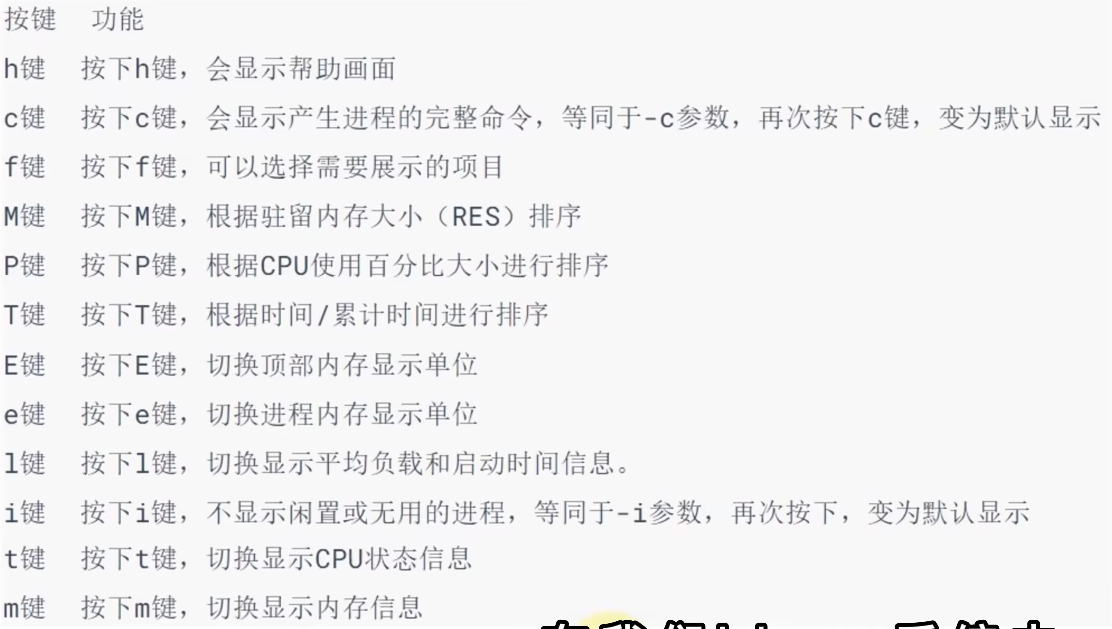 按键 功能
h键 按下h键，会显示帮助画面
c键 按下c键，会显示产生进程的完整命令，等同于-c参数，再次按下c键，变为默认显示
f键 按下f键，可以选择需要展示的项目
M键 按下M键，根据驻留内存大小（RES）排序
P键 按下P键，根据CPU使用百分比大小进行排序
T键 按下T键，根据时间/累计时间进行排序
E键 按下E键，切换顶部内存显示单位
e键 按下e键，切换进程内存显示单位
l键 按下l键，切换显示平均负载和启动时间信息。
i键 按下i键，不显示闲置或无用的进程，等同于-i参数，再次按下，变为默认显示
t键 按下t键，切换显示CPU状态信息
m键 按下m键，切换显示内存信息